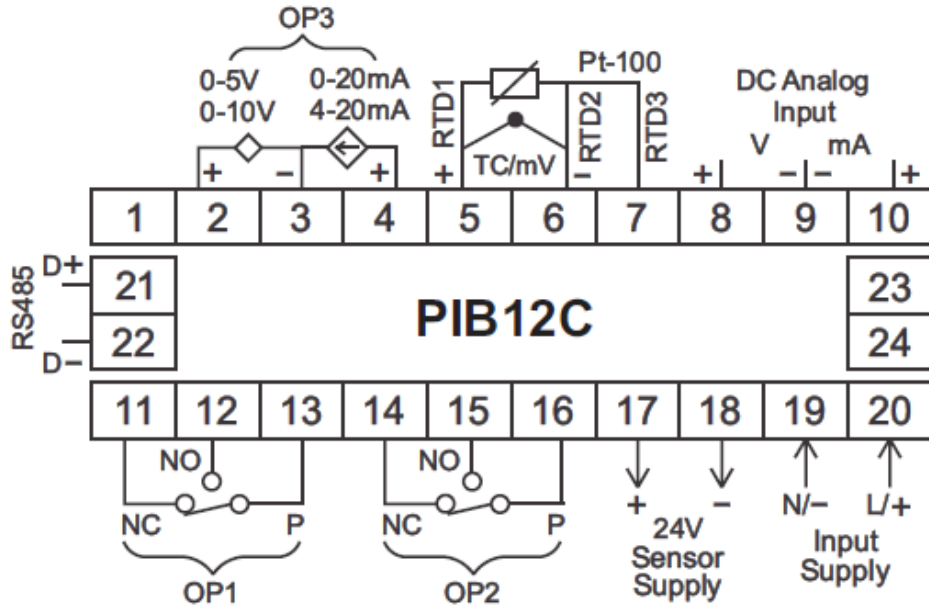 OP3
0-5V 0-20mA
0-10V 4-20mA
+ − +
RTD1
Pt-100
RTD2
RTD3
+ TC/mV −
DC Analog
Input
V mA
+ − − +
1 2 3 4 5 6 7 8 9 10
RS485
D+
D−
21
22
PIB12C
23
24
11 12 13 14 15 16 17 18 19 20
NO NO
NC P NC P
OP1 OP2
+ −
24V
Sensor
Supply
N/− L/+
Input
Supply